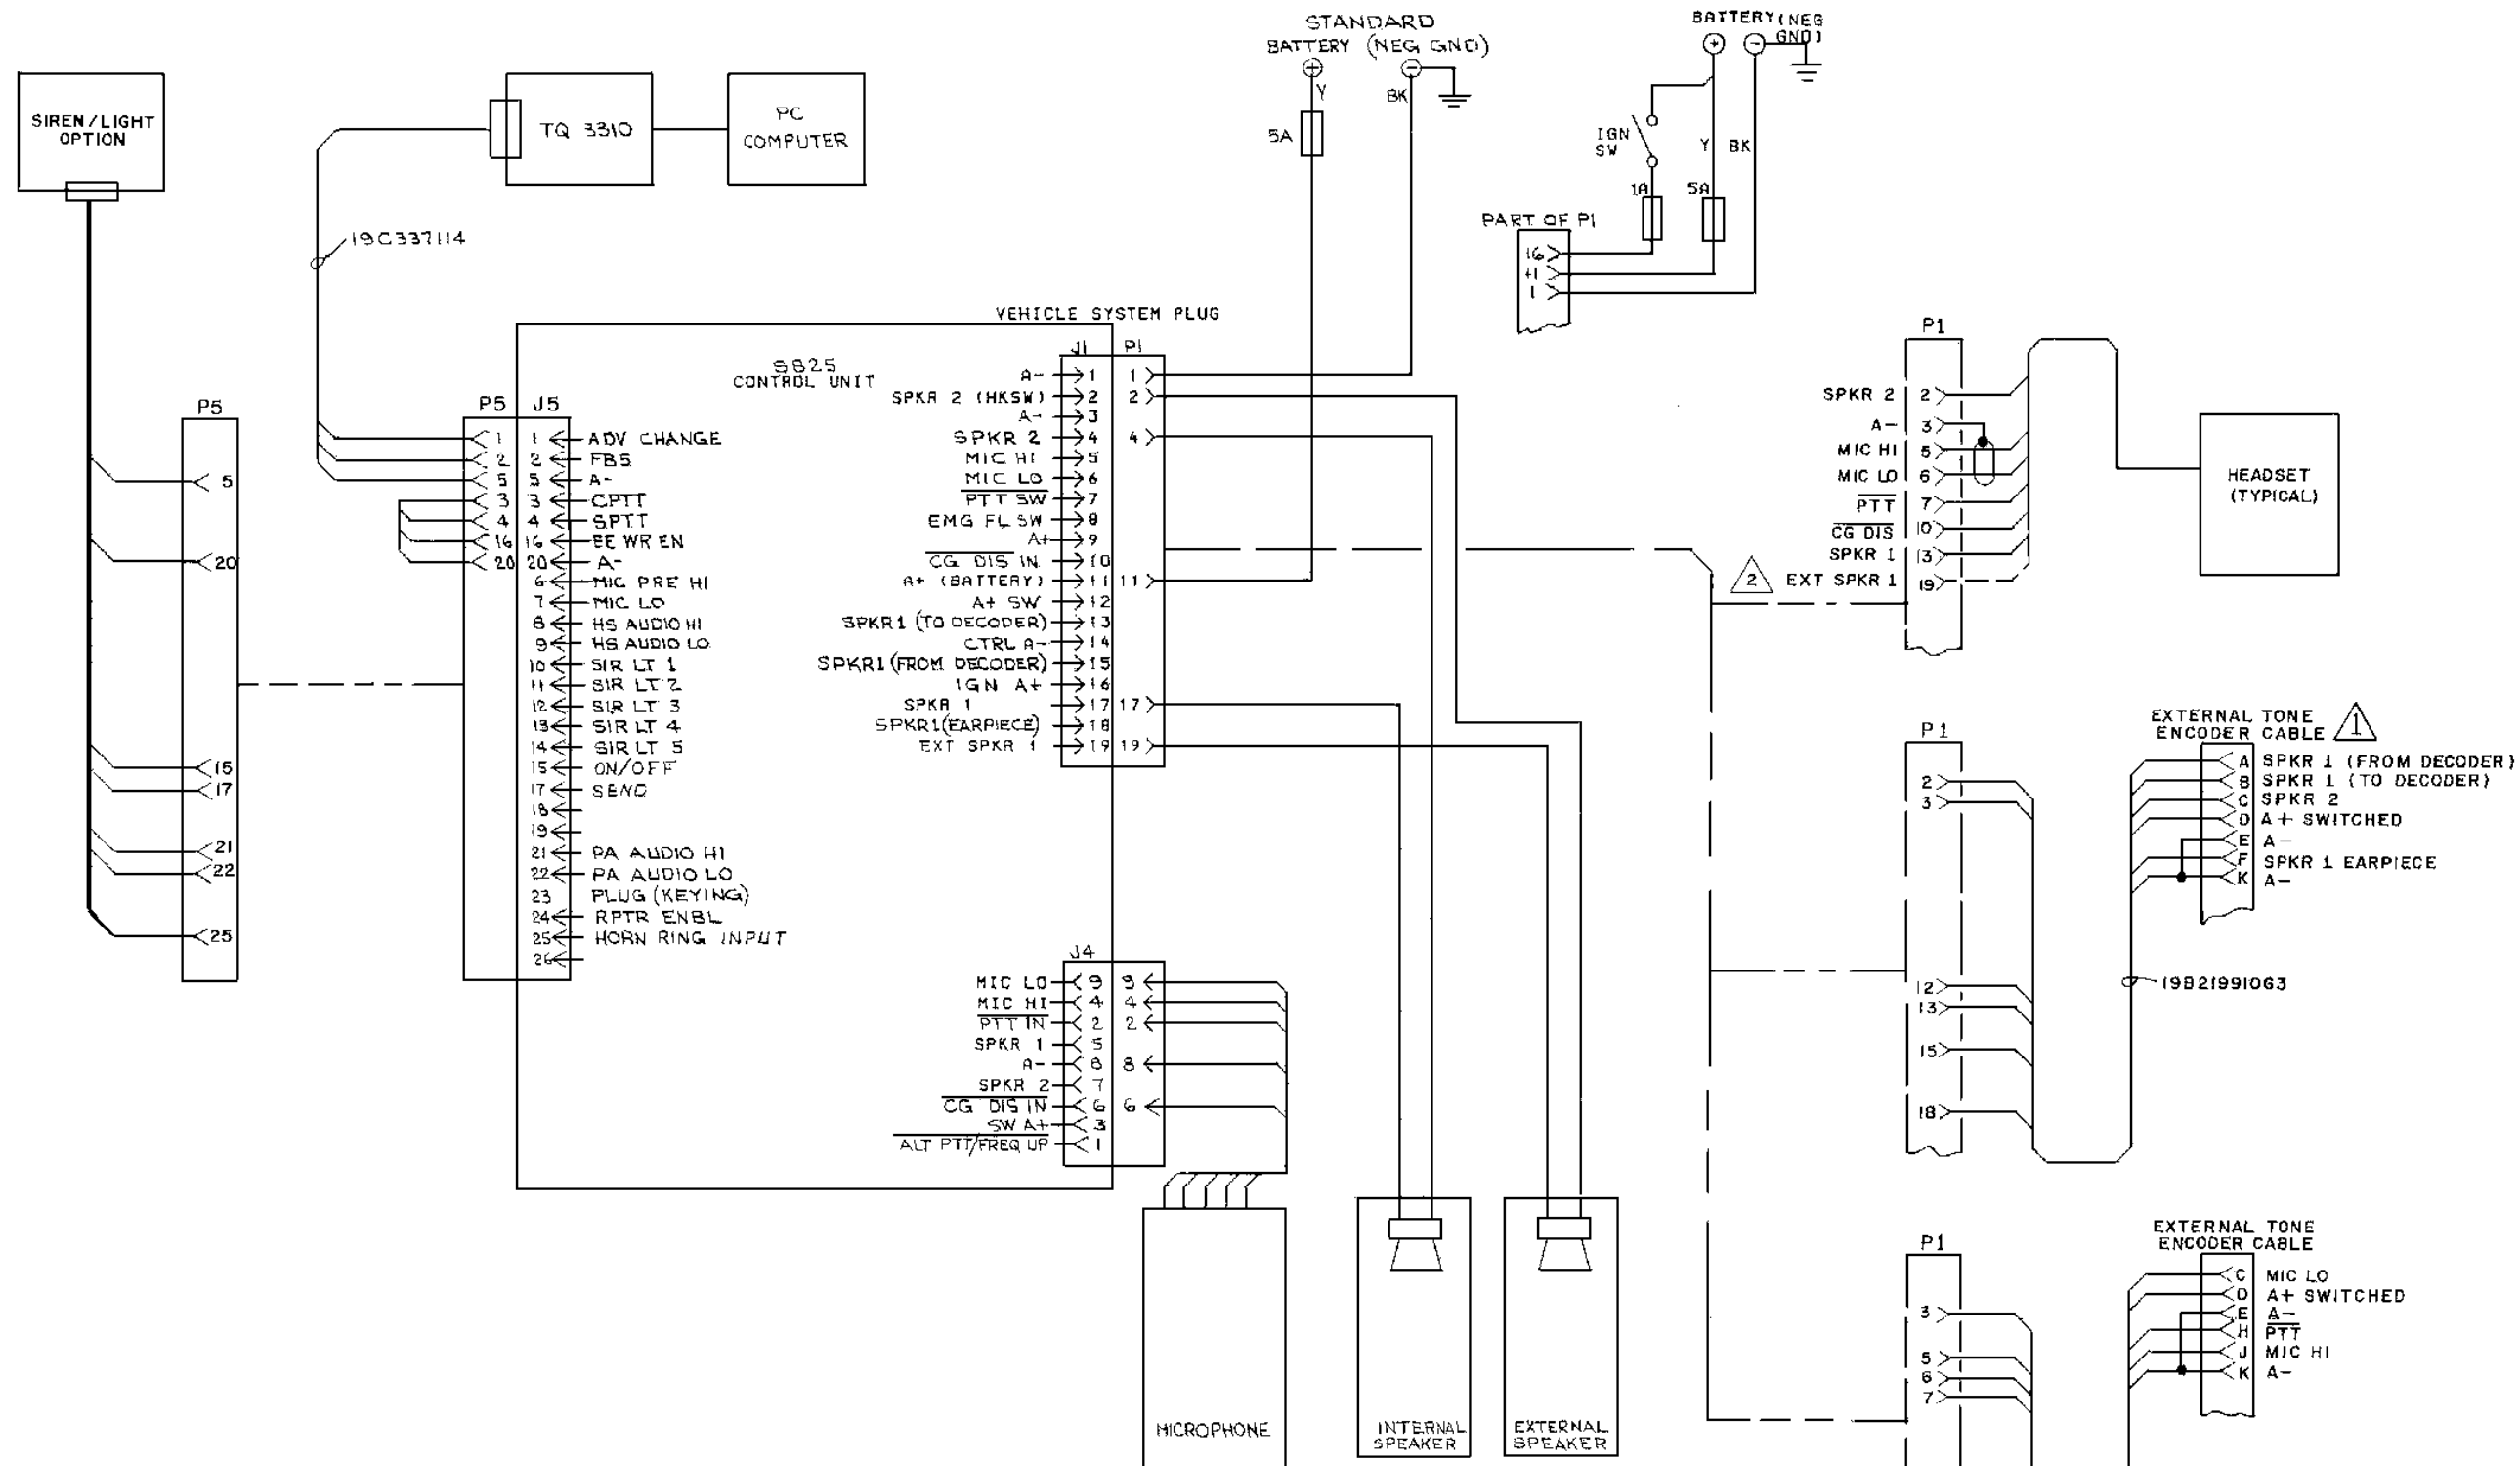 STANDARD
BATTERY (NEG GND)
+
-
Y
BK
5A
BATTERY (NEG
GND)
+
-
IGN
SW
Y
BK
1A
5A
PART OF P1
16
1
SIREN/LIGHT
OPTION
TQ 3310
PC
COMPUTER
19C337114
P5
5
20
15
17
21
22
25
VEHICLE SYSTEM PLUG
CONTROL UNIT
P5 J5
1 1 ADV CHANGE
2 2 FBS
5 5 A-
3 3 CPTT
4 4 SPTT
16 16 EE WR EN
20 20 A-
6 MIC PRE HI
7 MIC LO
8 HS AUDIO HI
9 HS AUDIO LO
10 SIR LT 1
11 SIR LT 2
12 SIR LT 3
13 SIR LT 4
14 SIR LT 5
15 ON/OFF
17 SEND
18
19
21 PA AUDIO HI
22 PA AUDIO LO
23 PLUG (KEYING)
24 RPTR ENBL
25 HORN RING INPUT
26
J1 P1
A- 1 1
SPKR 2 (HKSW) 2 2
A- 3
SPKR 2 4 4
MIC HI 5
MIC LO 6
PTT SW 7
EMG FL SW 8
A+ 9
CG DIS IN 10
A+ (BATTERY) 11 11
A+ SW 12
SPKR1 (TO DECODER) 13
CTRL A- 14
SPKR1 (FROM DECODER) 15
IGN A+ 16
SPKR 1 17 17
SPKR1(EARPIECE) 18
EXT SPKR 1 19 19
J4
MIC LO 9 9
MIC HI 4 4
PTT IN 2 2
SPKR 1 5
A- 8 8
SPKR 2 7
CG DIS IN 6 6
SW A+ 3
ALT PTT/FREQ UP 1
MICROPHONE
INTERNAL
SPEAKER
EXTERNAL
SPEAKER
P1
SPKR 2 2
A- 3
MIC HI 5
MIC LO 6
PTT 7
CG DIS 10
SPKR 1 13
2 EXT SPKR 1 19
HEADSET
(TYPICAL)
P1
2
3
12
13
15
18
EXTERNAL TONE
ENCODER CABLE 1
A SPKR 1 (FROM DECODER)
B SPKR 1 (TO DECODER)
C SPKR 2
D A+ SWITCHED
E A-
F SPKR 1 EARPIECE
K A-
19B219910G3
P1
3
5
6
7
EXTERNAL TONE
ENCODER CABLE
C MIC LO
D A+ SWITCHED
E A-
H PTT
J MIC HI
K A-